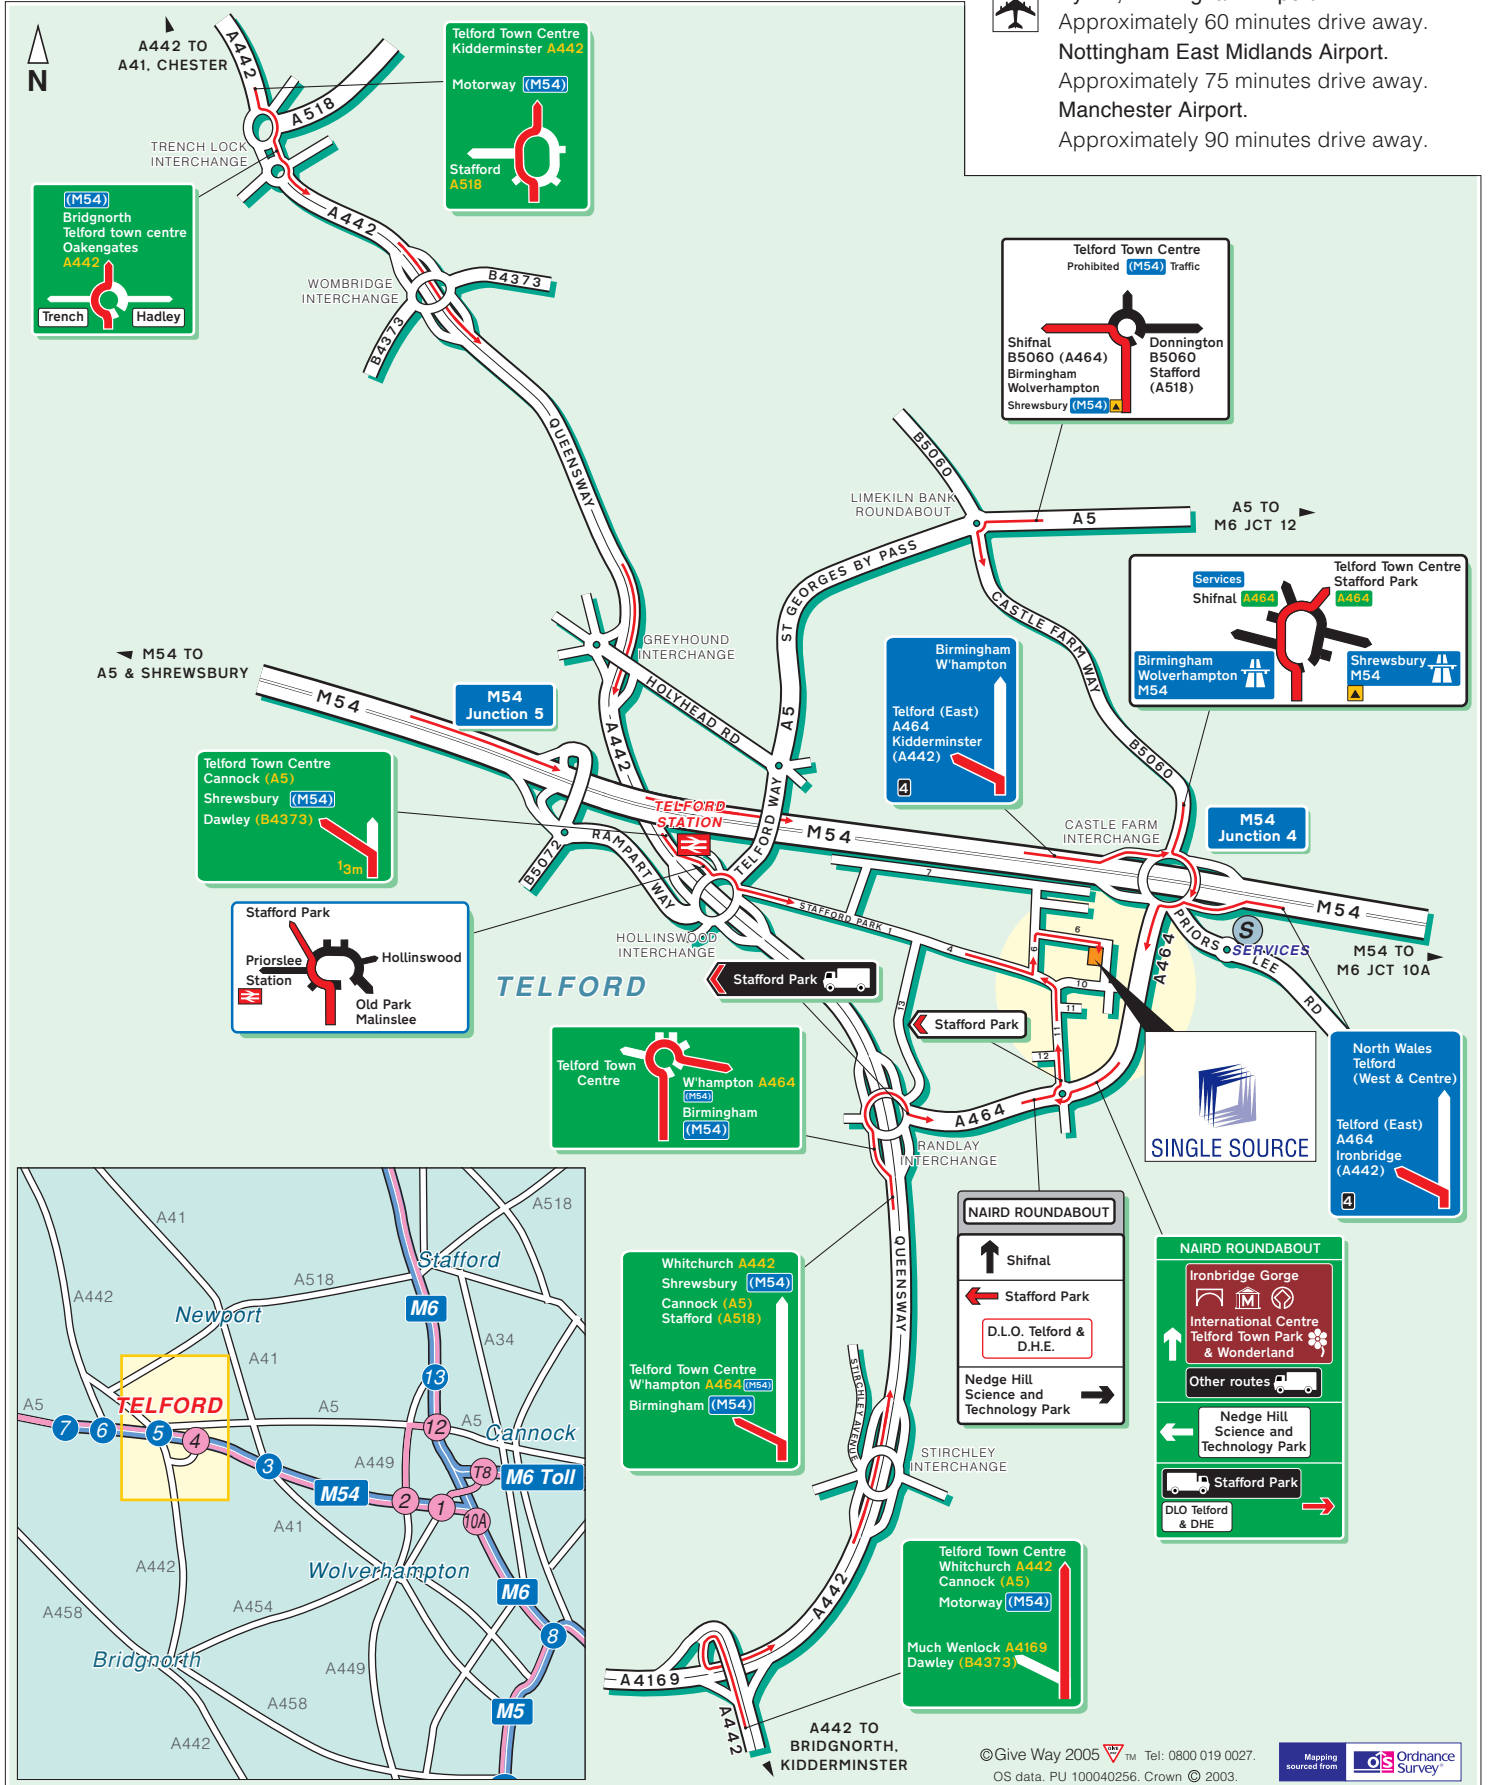 Approximately 60 minutes drive away.
Nottingham East Midlands Airport.
Approximately 75 minutes drive away.
Manchester Airport.
Approximately 90 minutes drive away.
N
A442 TO
A41, CHESTER
A442
A518
TRENCH LOCK
INTERCHANGE
Telford Town Centre
Kidderminster A442
Motorway (M54)
Stafford
A518
(M54)
Bridgnorth
Telford town centre
Oakengates
A442
Trench
Hadley
A442
WOMBRIDGE
INTERCHANGE
B4373
B4373
QUEENSWAY
Telford Town Centre
Prohibited (M54) Traffic
Shifnal
B5060 (A464)
Birmingham
Wolverhampton
Shrewsbury (M54)
Donnington
B5060
Stafford
(A518)
B5060
LIMEKILN BANK
ROUNDABOUT
A5
A5 TO
M6 JCT 12
ST GEORGES BY PASS
CASTLE FARM WAY
Services
Shifnal A464
Telford Town Centre
Stafford Park
A464
Birmingham
Wolverhampton
M54
Shrewsbury
M54
GREYHOUND
INTERCHANGE
M54 TO
A5 & SHREWSBURY
M54
M54
Junction 5
HOLYHEAD RD
A442
A5
Birmingham
W'hampton
Telford (East)
A464
Kidderminster
(A442)
4
B5060
Telford Town Centre
Cannock (A5)
Shrewsbury (M54)
Dawley (B4373)
13m
TELFORD
STATION
TELFORD WAY
M54
CASTLE FARM
INTERCHANGE
M54
Junction 4
B5072
RAMPART WAY
7
STAFFORD PARK 1
M54
M54 TO
M6 JCT 10A
PRIORS LEE RD
S
SERVICES
Stafford Park
Priorslee
Station
Hollinswood
Old Park
Malinslee
HOLLINSWOOD
INTERCHANGE
TELFORD
Stafford Park
4
9
6
10
11
11
12
13
A464
Stafford Park
Telford Town
Centre
W'hampton A464
(M54)
Birmingham
(M54)
A464
RANDLAY
INTERCHANGE
SINGLE SOURCE
North Wales
Telford
(West & Centre)
Telford (East)
A464
Ironbridge
(A442)
4
NAIRD ROUNDABOUT
Shifnal
Stafford Park
D.L.O. Telford &
D.H.E.
Nedge Hill
Science and
Technology Park
NAIRD ROUNDABOUT
Ironbridge Gorge
M
International Centre
Telford Town Park
& Wonderland
Other routes
Nedge Hill
Science and
Technology Park
Stafford Park
DLO Telford
& DHE
QUEENSWAY
Whitchurch A442
Shrewsbury (M54)
Cannock (A5)
Stafford (A518)
Telford Town Centre
W'hampton A464 (M54)
Birmingham (M54)
STIRCHLEY AVENUE
STIRCHLEY
INTERCHANGE
A442
Telford Town Centre
Whitchurch A442
Cannock (A5)
Motorway (M54)
Much Wenlock A4169
Dawley (B4373)
A4169
A442
A442 TO
BRIDGNORTH,
KIDDERMINSTER
A41
A518
Stafford
A518
A442
Newport
M6
A34
A41
13
TELFORD
A5
A5
A5
7
6
5
4
3
12
Cannock
A449
T8
M6 Toll
M54
2
1
10A
A41
A442
Wolverhampton
M6
A458
A454
8
Bridgnorth
A449
A458
M5
A442
©Give Way 2005 GIVE WAY TM Tel: 0800 019 0027.
OS data. PU 100040256. Crown © 2003.
Mapping
sourced from
OS Ordnance
Survey®